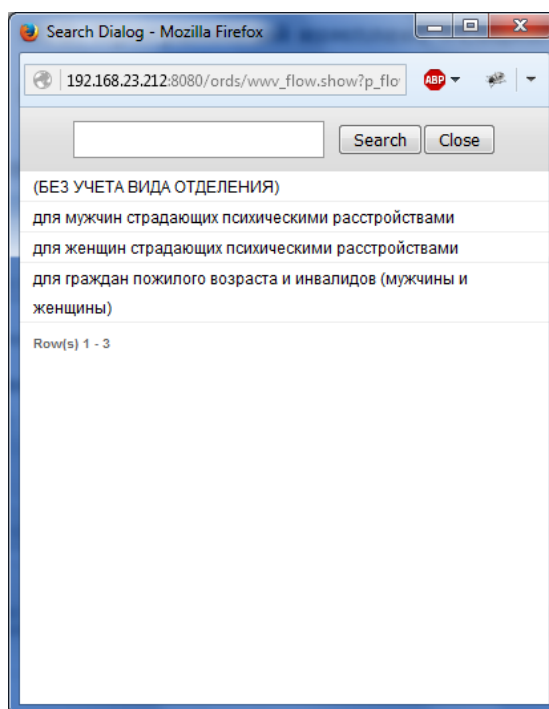 Search Dialog - Mozilla Firefox
192.168.23.212:8080/ords/wwv_flow.show?p_flo
ABP
Search Close
(БЕЗ УЧЕТА ВИДА ОТДЕЛЕНИЯ)
для мужчин страдающих психическими расстройствами
для женщин страдающих психическими расстройствами
для граждан пожилого возраста и инвалидов (мужчины и
женщины)
Row(s) 1 - 3